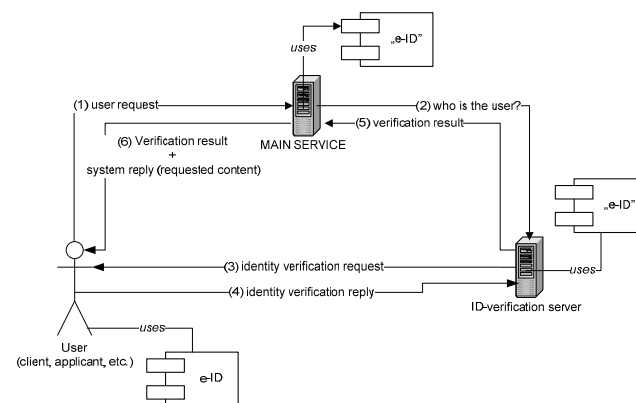 „e-ID”
uses
(1) user request
(2) who is the user?
(5) verification result
MAIN SERVICE
(6) Verification result
+
system reply (requested content)
„e-ID”
(3) identity verification request
uses
(4) identity verification reply
ID-verification server
uses
User
(client, applicant, etc.)
e-ID